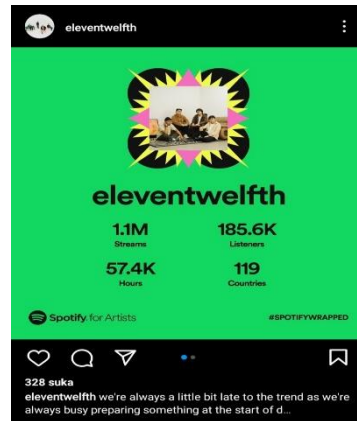 eleventwelfth
eleventwelfth
1.1M 185.6K
Streams Listeners
57.4K 119
Hours Countries
Spotify for Artists #SPOTIFYWRAPPED
328 suka
eleventwelfth we're always a little bit late to the trend as we're
always busy preparing something at the start of d...